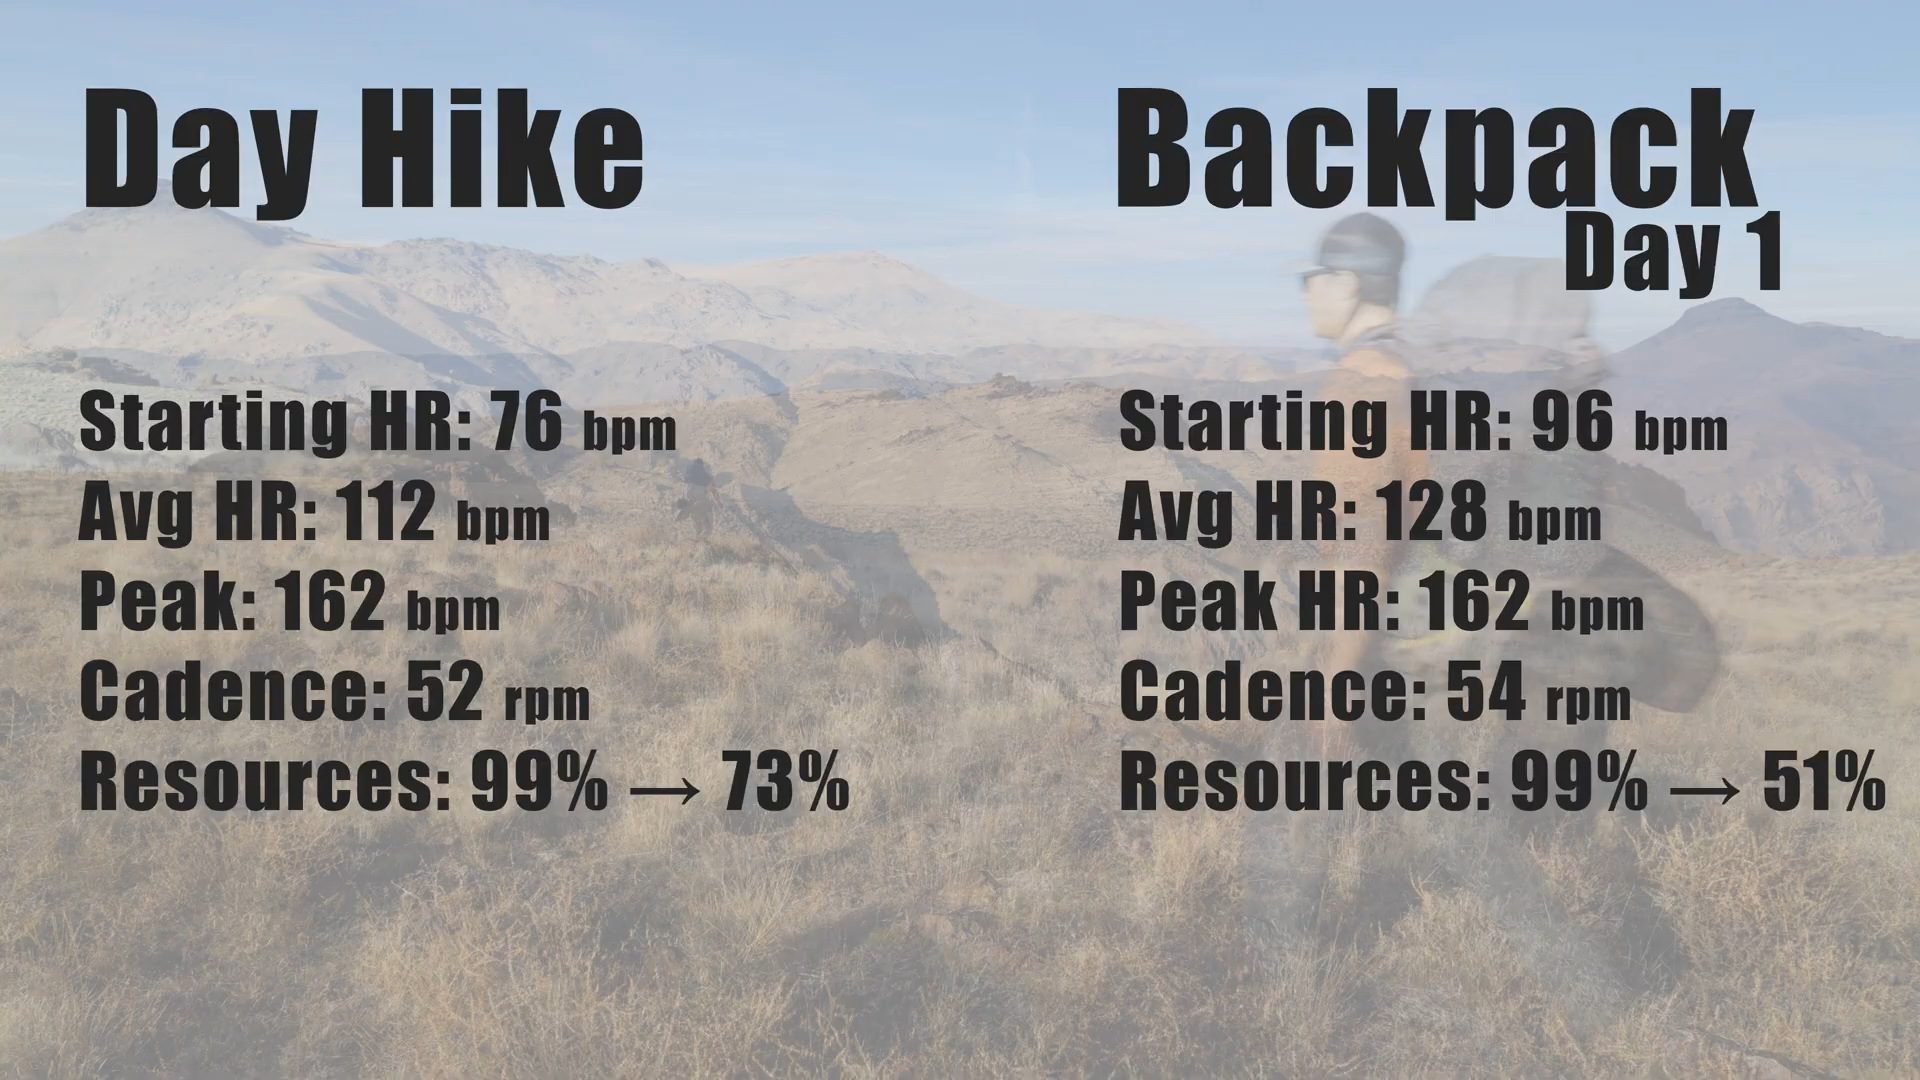 Day Hike
Starting HR: 76 bpm
Avg HR: 112 bpm
Peak: 162 bpm
Cadence: 52 rpm
Resources: 99% → 73%
Backpack
Day 1
Starting HR: 96 bpm
Avg HR: 128 bpm
Peak HR: 162 bpm
Cadence: 54 rpm
Resources: 99% → 51%